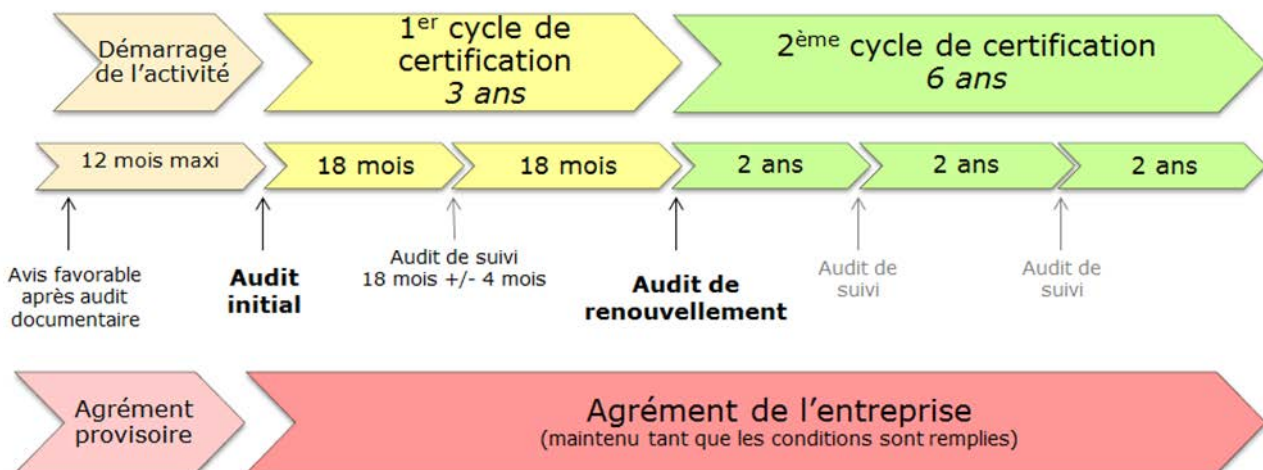 Démarrage
de l'activité
1er cycle de
certification
3 ans
2ème cycle de certification
6 ans
12 mois maxi
18 mois
18 mois
2 ans
2 ans
2 ans
Avis favorable
après audit
documentaire
Audit
initial
Audit de suivi
18 mois +/- 4 mois
Audit de
renouvellement
Audit de
suivi
Audit de
suivi
Agrément
provisoire
Agrément de l'entreprise
(maintenu tant que les conditions sont remplies)